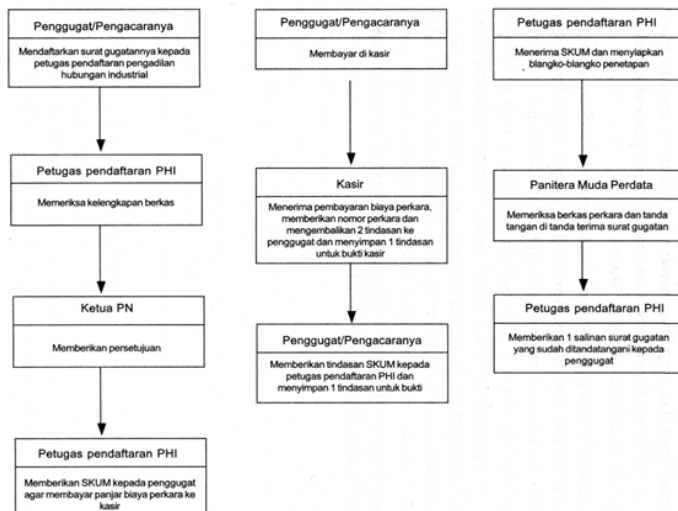 Penggugat/Pengacaranya
Mendaftarkan surat gugatannya kepada
petugas pendaftaran pengadilan
hubungan industrial
Petugas pendaftaran PHI
Memeriksa kelengkapan berkas
Ketua PN
Memberikan persetujuan
Petugas pendaftaran PHI
Memberikan SKUM kepada penggugat
agar membayar panjar biaya perkara ke
kasir
Penggugat/Pengacaranya
Membayar di kasir
Kasir
Menerima pembayaran biaya perkara,
memberikan nomor perkara dan
mengembalikan 2 tindasan ke
penggugat dan menyimpan 1 tindasan
untuk bukti kasir
Penggugat/Pengacaranya
Memberikan tindasan SKUM kepada
petugas pendaftaran PHI dan
menyimpan 1 tindasan untuk bukti
Petugas pendaftaran PHI
Menerima SKUM dan menyiapkan
blangko-blangko penetapan
Panitera Muda Perdata
Memeriksa berkas perkara dan tanda
tangan di tanda terima surat gugatan
Petugas pendaftaran PHI
Memberikan 1 salinan surat gugatan
yang sudah ditandatangani kepada
penggugat